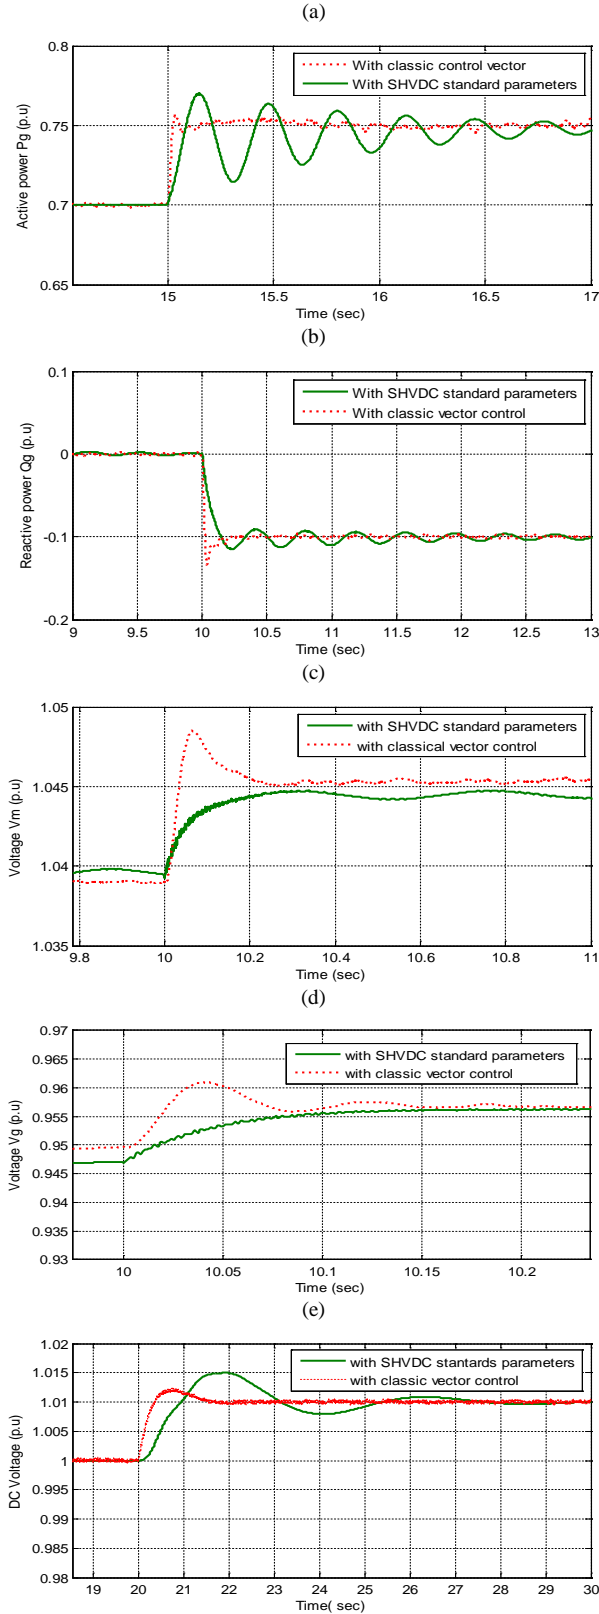 (a)
0.8
0.75
0.7
0.65
Active power Pg (p.u)
With classic control vector
With SHVDC standard parameters
15
15.5
16
16.5
17
Time (sec)
(b)
0.1
0
-0.1
-0.2
Reactive power Qg (p.u)
With SHVDC standard parameters
With classic vector control
9
9.5
10
10.5
11
11.5
12
12.5
13
Time (sec)
(c)
1.05
1.045
1.04
1.035
Voltage Vm (p.u)
with SHVDC standard parameters
with classical vector control
9.8
10
10.2
10.4
10.6
10.8
11
Time (sec)
(d)
0.97
0.965
0.96
0.955
0.95
0.945
0.94
0.935
0.93
Voltage Vg (p.u)
with SHVDC standard parameters
with classic vector control
10
10.05
10.1
10.15
10.2
Time (sec)
(e)
1.02
1.015
1.01
1.005
1
0.995
0.99
0.985
0.98
DC Voltage (p.u)
with SHVDC stantards parameters
with classic vector control
19
20
21
22
23
24
25
26
27
28
29
30
Time( sec)